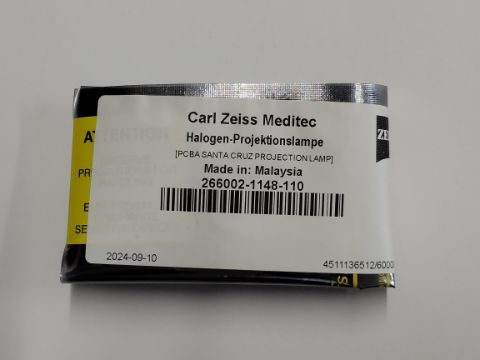 Carl Zeiss Meditec
Halogen-Projektionslampe
[PCBA SANTA CRUZ PROJECTION LAMP]
Made in: Malaysia
266002-1148-110
2024-09-10
4511136512/6000
ATTENTION